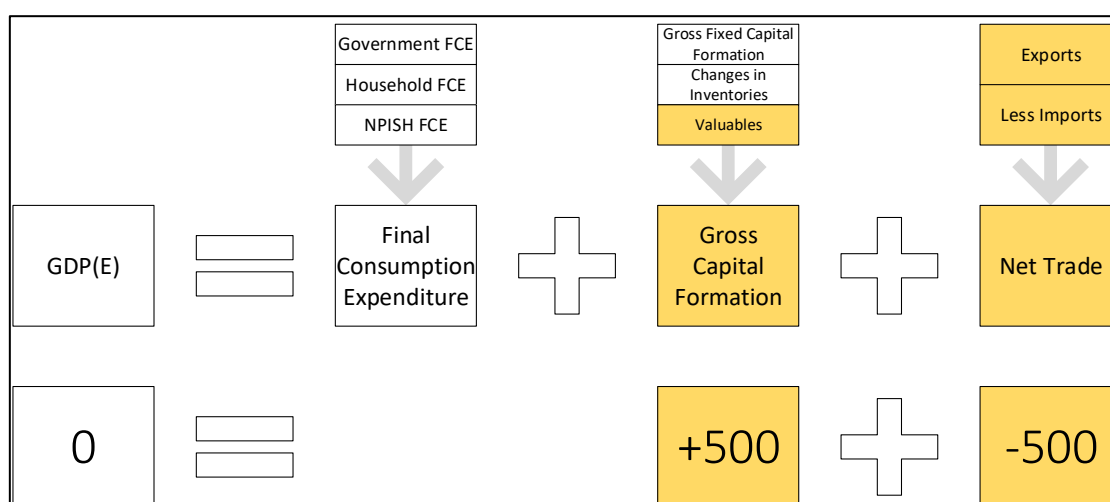 Government FCE
Household FCE
NPISH FCE
Gross Fixed Capital
Formation
Changes in
Inventories
Valuables
Exports
Less Imports
GDP(E)
Final
Consumption
Expenditure
Gross
Capital
Formation
Net Trade
0
+500
-500